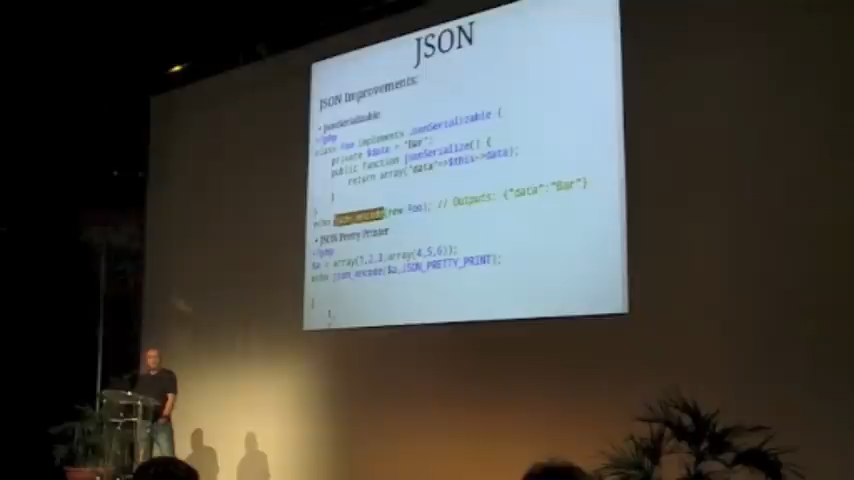 JSON
JSON Improvements:
• JsonSerializable
<?php
class Foo implements JsonSerializable {
private $data = "Bar";
public function jsonSerialize() {
return array("data"=>$this->data);
}
}
echo json_encode(new Foo); // Outputs: {"data":"Bar"}
• JSON Pretty Printer
<?php
$a = array(1,2,3,array(4,5,6));
echo json_encode($a,JSON_PRETTY_PRINT);
[
1,